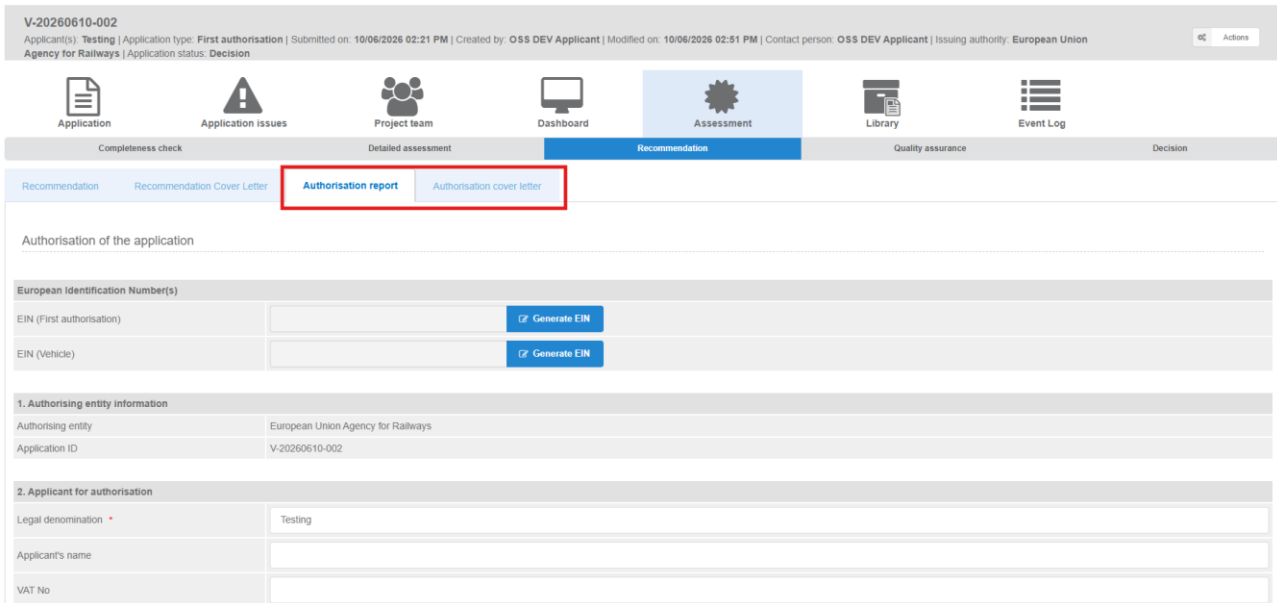 V-20260610-002
Applicant(s): Testing | Application type: First authorisation | Submitted on: 10/06/2026 02:21 PM | Created by: OSS DEV Applicant | Modified on: 10/06/2026 02:51 PM | Contact person: OSS DEV Applicant | Issuing authority: European Union
Agency for Railways | Application status: Decision
Actions
Application Application issues Project team Dashboard Assessment Library Event Log
Completeness check Detailed assessment Recommendation Quality assurance Decision
Recommendation Recommendation Cover Letter Authorisation report Authorisation cover letter
Authorisation of the application
European Identification Number(s)
EIN (First authorisation) Generate EIN
EIN (Vehicle) Generate EIN
1. Authorising entity information
Authorising entity European Union Agency for Railways
Application ID V-20260610-002
2. Applicant for authorisation
Legal denomination * Testing
Applicant's name
VAT No